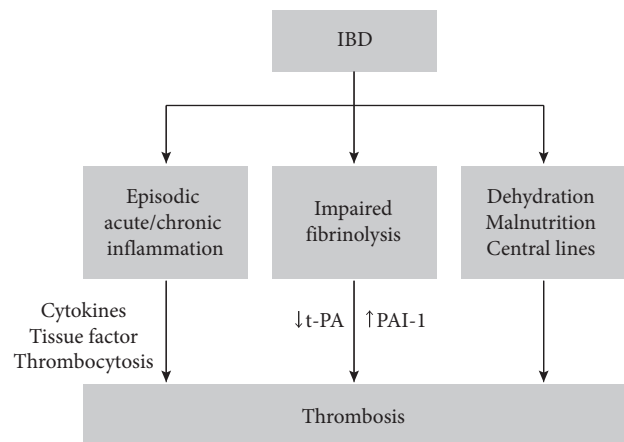 IBD
Episodic
acute/chronic
inflammation
Impaired
fibrinolysis
Dehydration
Malnutrition
Central lines
Cytokines
Tissue factor
Thrombocytosis
↓t-PA ↑PAI-1
Thrombosis